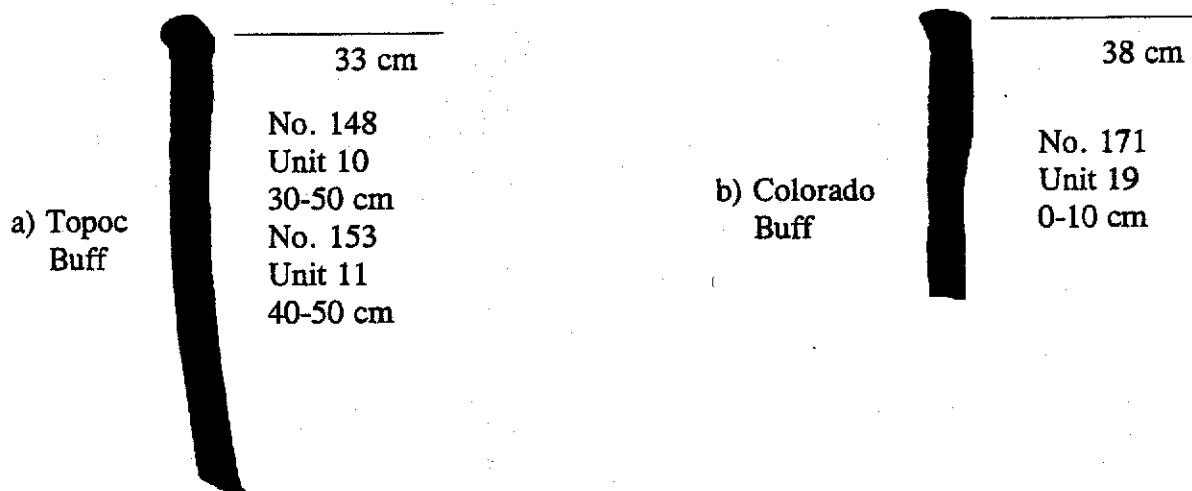 33 cm
No. 148
Unit 10
30-50 cm
No. 153
Unit 11
40-50 cm
a) Topoc
Buff
38 cm
No. 171
Unit 19
0-10 cm
b) Colorado
Buff